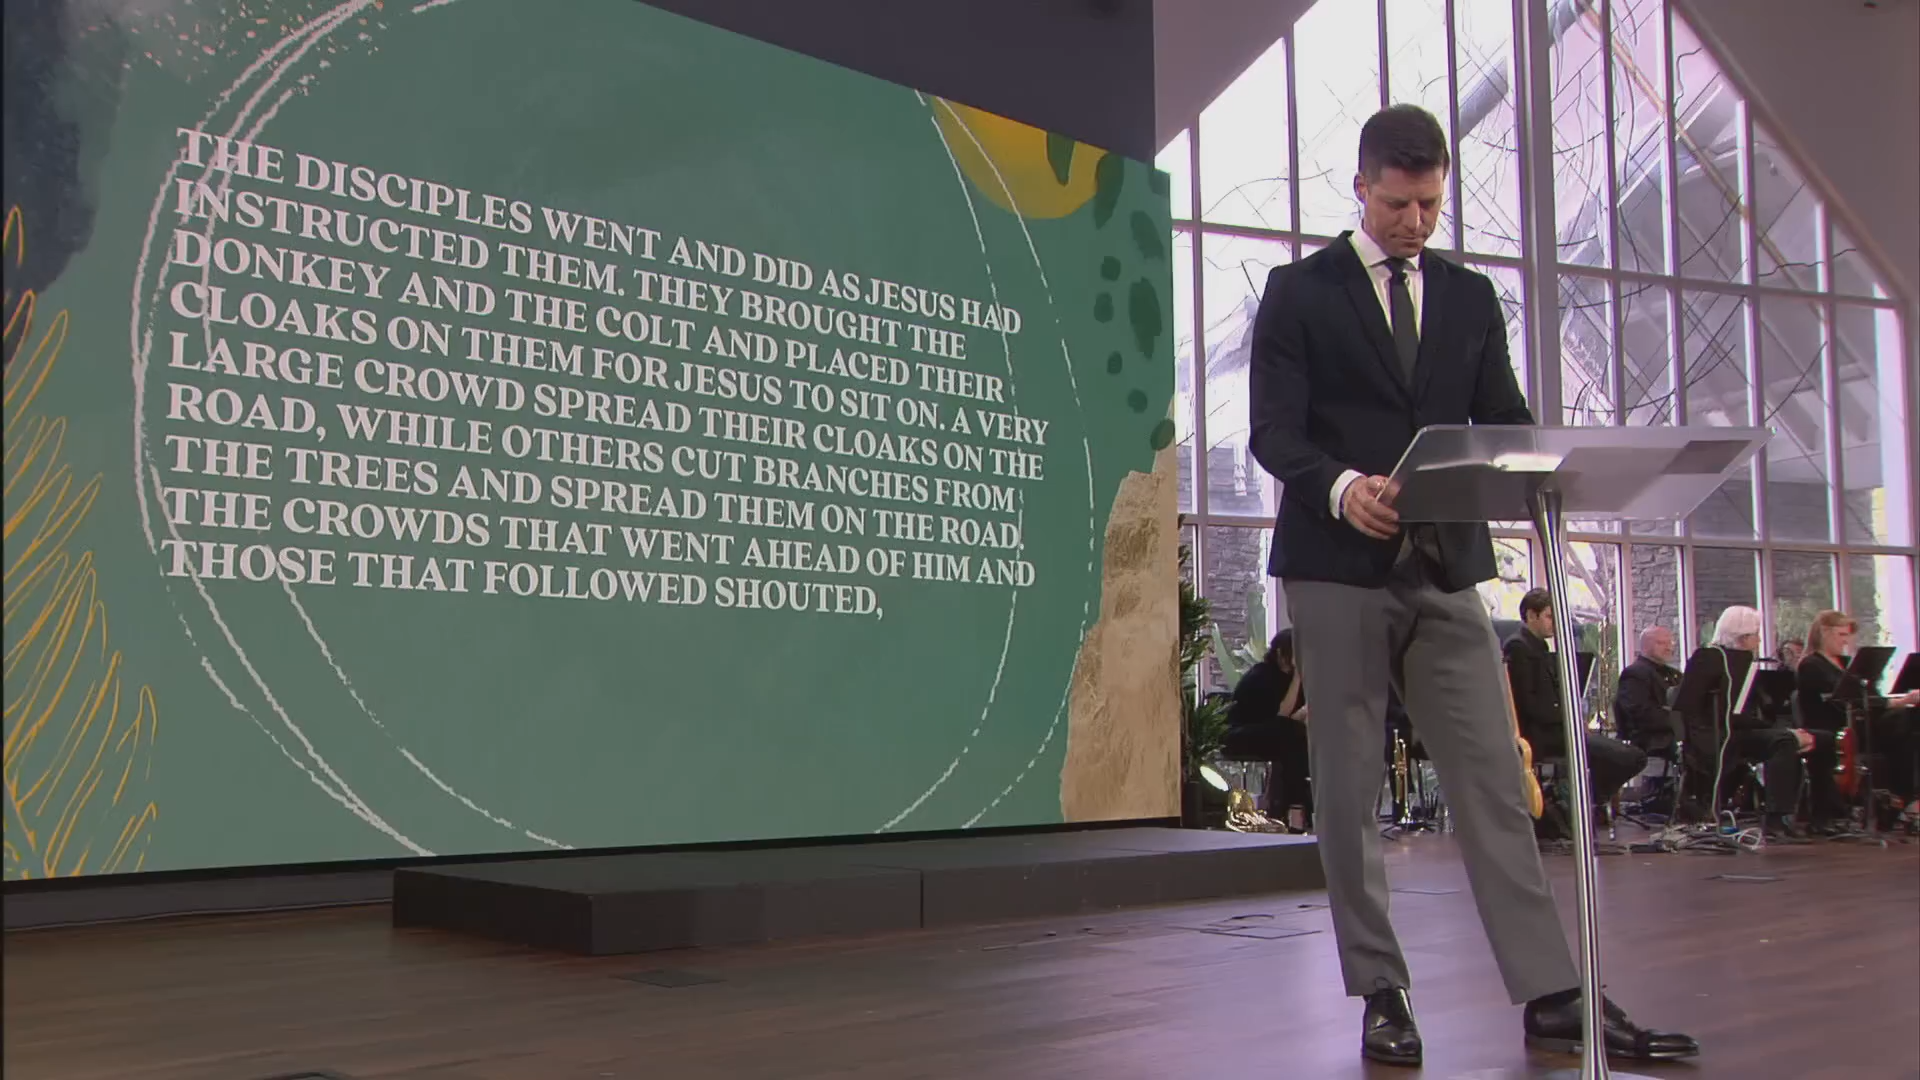 THE DISCIPLES WENT AND DID AS JESUS HAD
INSTRUCTED THEM. THEY BROUGHT THE
DONKEY AND THE COLT AND PLACED THEIR
CLOAKS ON THEM FOR JESUS TO SIT ON. A VERY
LARGE CROWD SPREAD THEIR CLOAKS ON THE
ROAD, WHILE OTHERS CUT BRANCHES FROM
THE TREES AND SPREAD THEM ON THE ROAD.
THE CROWDS THAT WENT AHEAD OF HIM AND
THOSE THAT FOLLOWED SHOUTED,